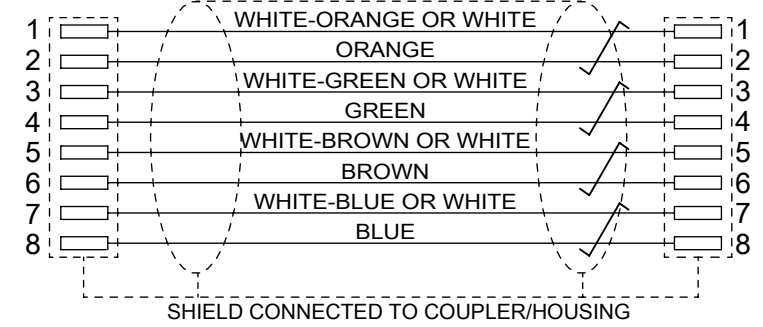 1 WHITE-ORANGE OR WHITE 1
2 ORANGE 2
3 WHITE-GREEN OR WHITE 3
4 GREEN 4
5 WHITE-BROWN OR WHITE 5
6 BROWN 6
7 WHITE-BLUE OR WHITE 7
8 BLUE 8
SHIELD CONNECTED TO COUPLER/HOUSING